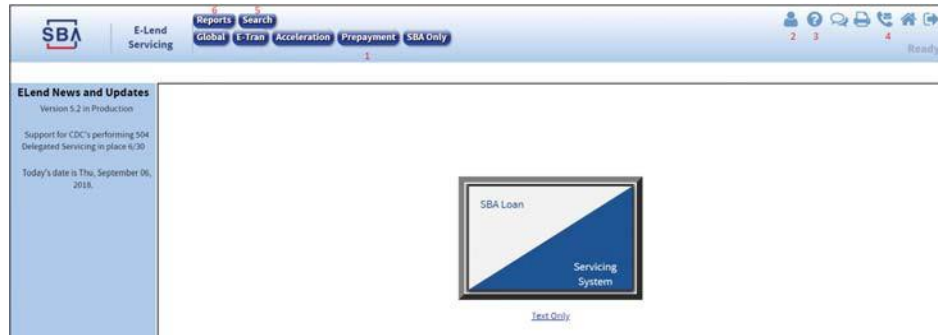 6 5
Reports Search
SBA
E-Lend
Servicing
Global E-Tran Acceleration Prepayment SBA Only
1
2 3 4
Ready
ELend News and Updates
Version 5.2 in Production
Support for CDC's performing 504
Delegated Servicing in place 6/30
Today's date is Thu, September 06,
2018.
SBA Loan
Servicing
System
Text Only